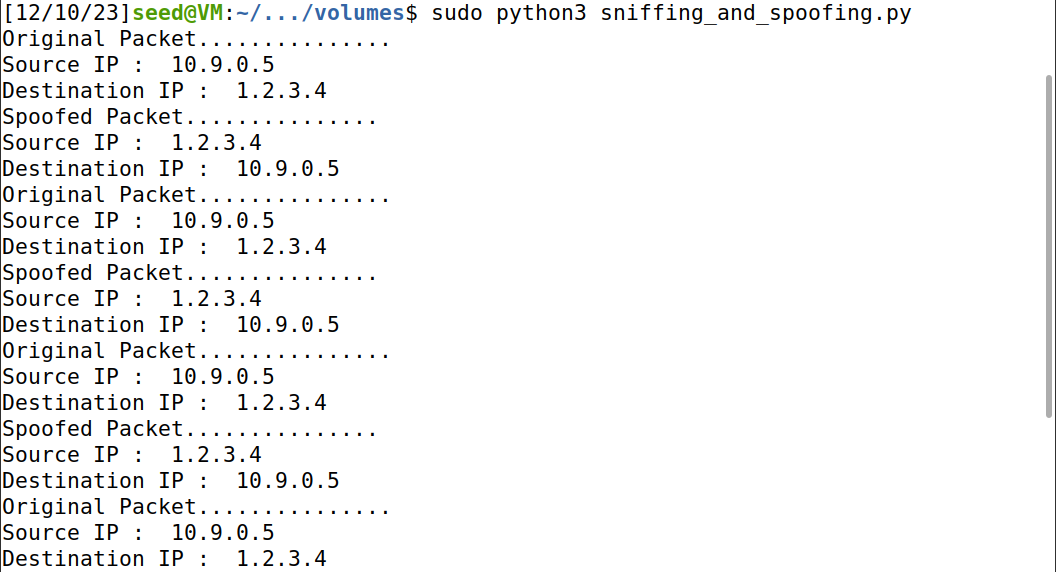 [12/10/23]seed@VM:~/.../volumes$ sudo python3 sniffing_and_spoofing.py
Original Packet...............
Source IP :  10.9.0.5
Destination IP :  1.2.3.4
Spoofed Packet...............
Source IP :  1.2.3.4
Destination IP :  10.9.0.5
Original Packet...............
Source IP :  10.9.0.5
Destination IP :  1.2.3.4
Spoofed Packet...............
Source IP :  1.2.3.4
Destination IP :  10.9.0.5
Original Packet...............
Source IP :  10.9.0.5
Destination IP :  1.2.3.4
Spoofed Packet...............
Source IP :  1.2.3.4
Destination IP :  10.9.0.5
Original Packet...............
Source IP :  10.9.0.5
Destination IP :  1.2.3.4